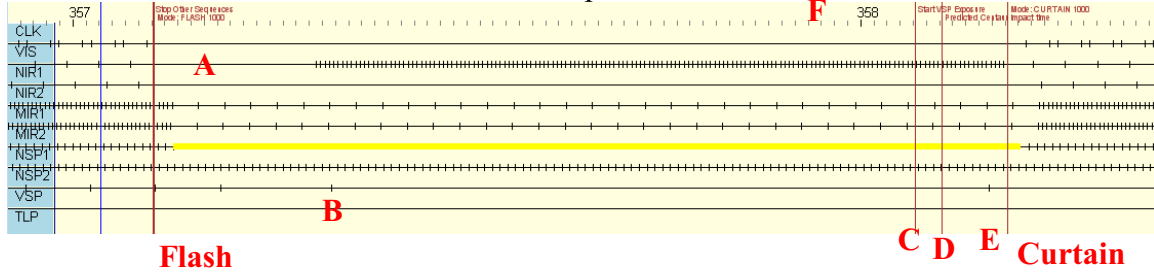 357
Stop Other Sequences
Mode: FLASH 1000
F
358
Start VSP Exposure
Mode: CURTAIN 1000
Predicted Centaur Impact time
CLK
VIS
A
NIR1
NIR2
MIR1
MIR2
NSP1
NSP2
VSP
B
TLP
C
D
E
Flash
Curtain